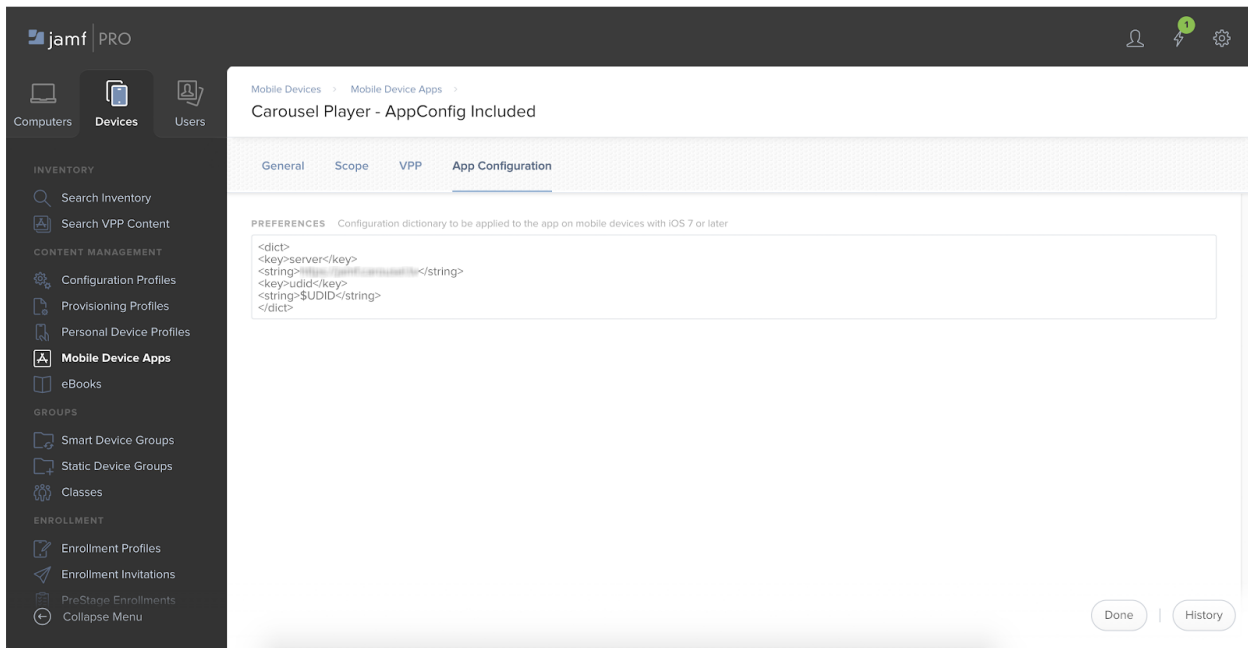 jamf PRO
1
Computers
Devices
Users
INVENTORY
Search Inventory
Search VPP Content
CONTENT MANAGEMENT
Configuration Profiles
Provisioning Profiles
Personal Device Profiles
Mobile Device Apps
eBooks
GROUPS
Smart Device Groups
Static Device Groups
Classes
ENROLLMENT
Enrollment Profiles
Enrollment Invitations
PreStage Enrollments
Collapse Menu
Mobile Devices > Mobile Device Apps >
Carousel Player - AppConfig Included
General Scope VPP App Configuration
PREFERENCES Configuration dictionary to be applied to the app on mobile devices with iOS 7 or later
<dict>
<key>server</key>
<string></string>
<key>udid</key>
<string>$UDID</string>
</dict>
Done History